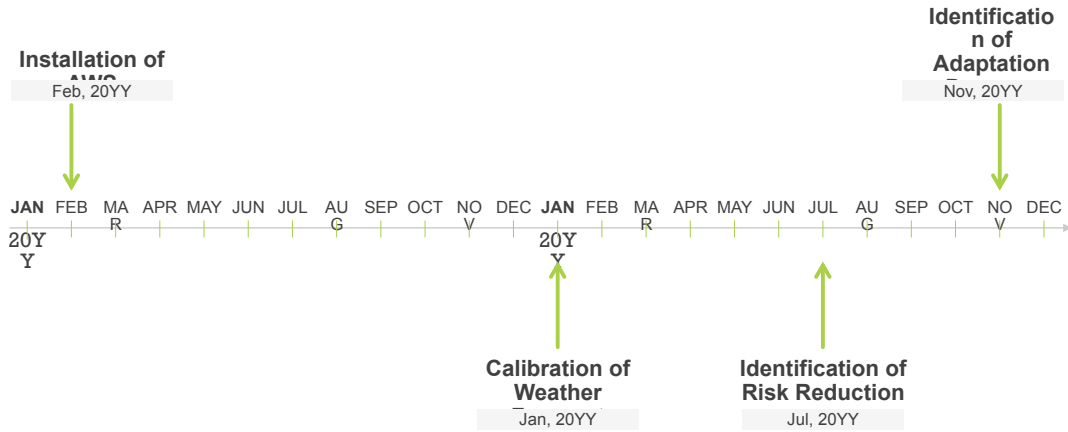 Identificatio
n of
Adaptation
Nov, 20YY
Installation of
AWS
Feb, 20YY
JAN FEB MA
R APR MAY JUN JUL AU
G SEP OCT NO
V DEC JAN FEB MA
R APR MAY JUN JUL AU
G SEP OCT NO
V DEC
20Y
Y
20Y
Y
Calibration of
Weather
Jan, 20YY
Identification of
Risk Reduction
Jul, 20YY